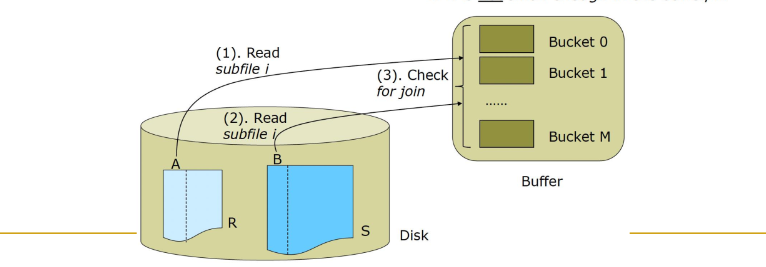 (1). Read
subfile i
(2). Read
subfile i
(3). Check
for join
Bucket 0
Bucket 1
......
Bucket M
Buffer
A
B
R
S
Disk